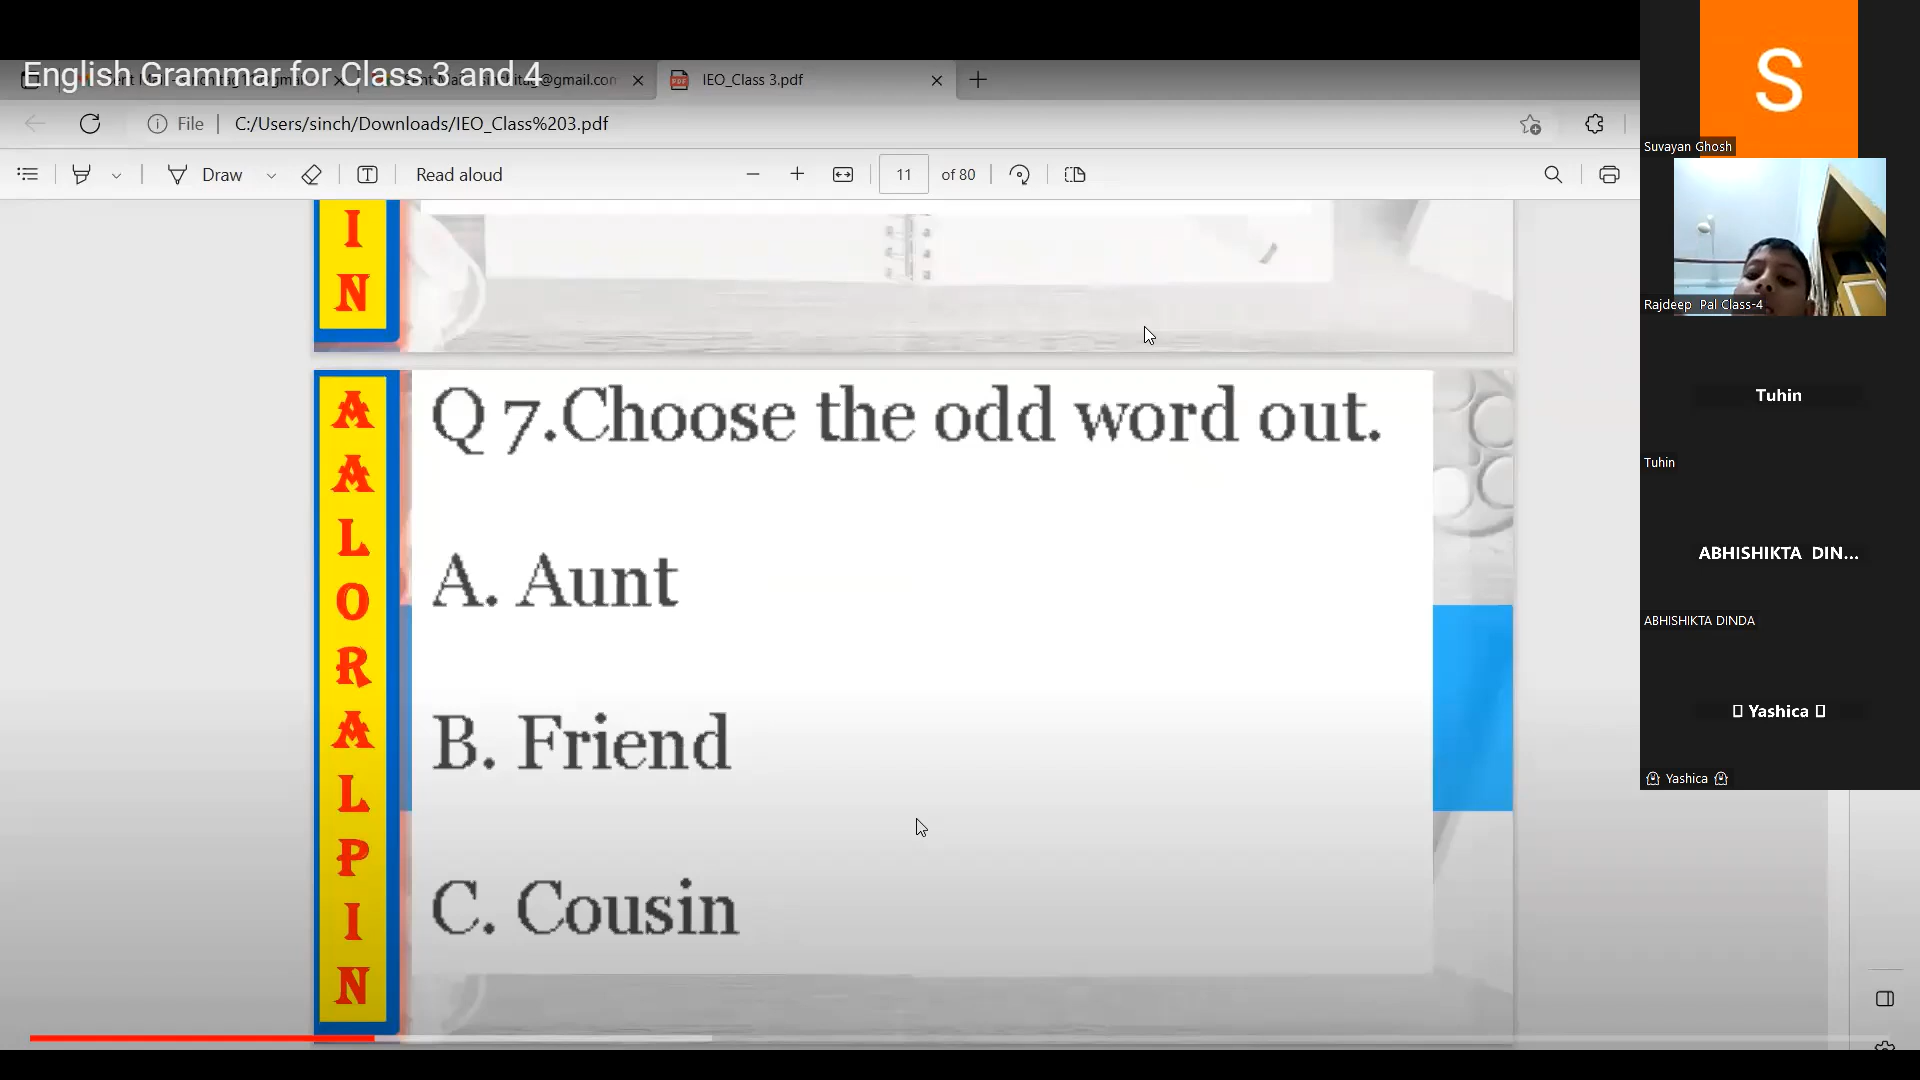 English Grammar for Class 3 and 4
@gmail.com
IEO_Class 3.pdf
File
C:/Users/sinch/Downloads/IEO_Class%203.pdf
Draw
Read aloud
11 of 80
I
N
A
A
L
O
R
A
L
P
I
N
Q 7.Choose the odd word out.
A. Aunt
B. Friend
C. Cousin
S
Suvayan Ghosh
Rajdeep Pal Class-4
Tuhin
Tuhin
ABHISHIKTA DIN...
ABHISHIKTA DINDA
Yashica
Yashica